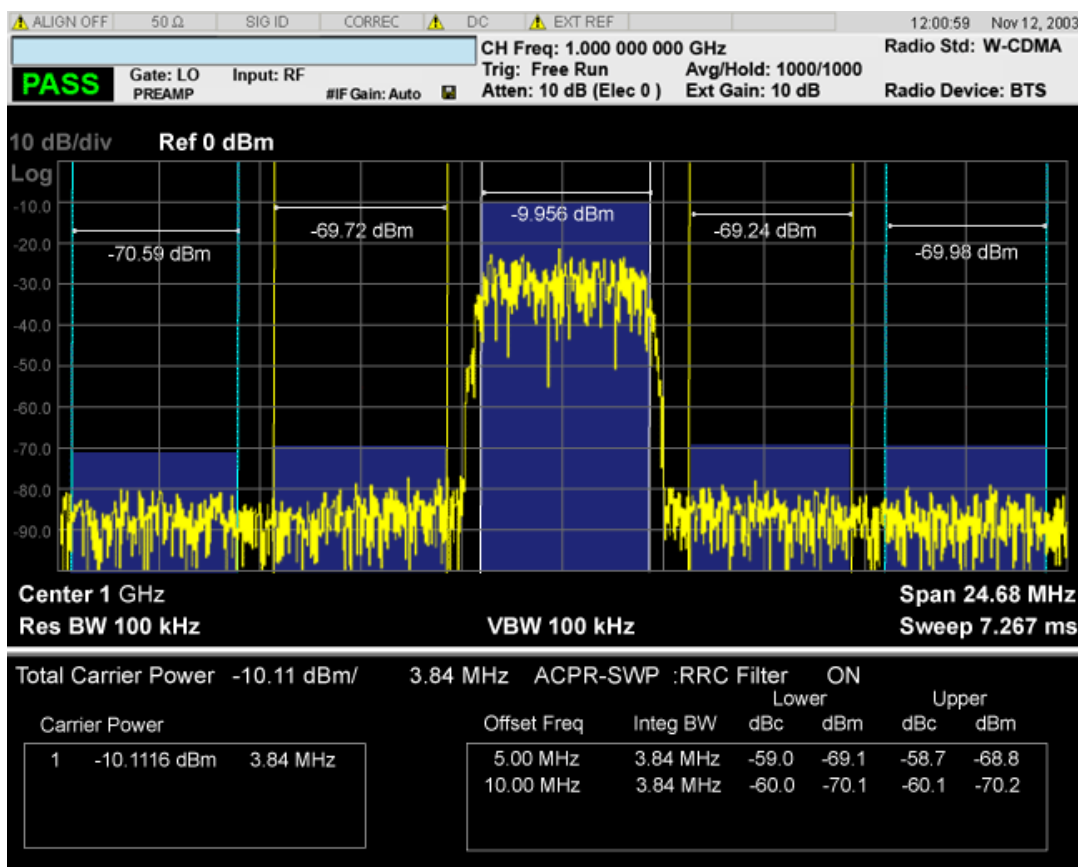 ALIGN OFF 50 Ω SIG ID CORREC DC EXT REF 12:00:59 Nov 12, 2003
CH Freq: 1.000 000 000 GHz Radio Std: W-CDMA
PASS Gate: LO Input: RF Trig: Free Run Avg/Hold: 1000/1000
PREAMP #IF Gain: Auto Atten: 10 dB (Elec 0 ) Ext Gain: 10 dB Radio Device: BTS
10 dB/div Ref 0 dBm
Log
-10.0
-20.0
-30.0
-40.0
-50.0
-60.0
-70.0
-80.0
-90.0
-70.59 dBm
-69.72 dBm
-9.956 dBm
-69.24 dBm
-69.98 dBm
Center 1 GHz Span 24.68 MHz
Res BW 100 kHz VBW 100 kHz Sweep 7.267 ms
Total Carrier Power -10.11 dBm/ 3.84 MHz ACPR-SWP :RRC Filter ON
Lower Upper
Carrier Power Offset Freq Integ BW dBc dBm dBc dBm
1 -10.1116 dBm 3.84 MHz 5.00 MHz 3.84 MHz -59.0 -69.1 -58.7 -68.8
10.00 MHz 3.84 MHz -60.0 -70.1 -60.1 -70.2